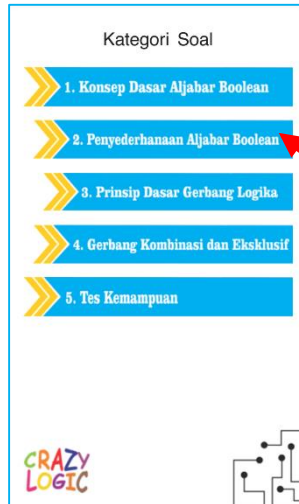 Kategori Soal
1. Konsep Dasar Aljabar Boolean
2. Penyederhanaan Aljabar Boolean
3. Prinsip Dasar Gerbang Logika
4. Gerbang Kombinasi dan Eksklusif
5. Tes Kemampuan
CRAZY
LOGIC